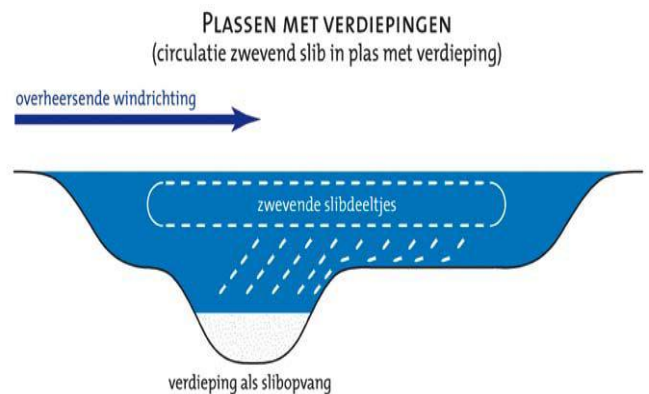 PLASSEN MET VERDIEPINGEN
(circulatie zwevend slib in plas met verdieping)
overheersende windrichting
zwevende slibdeeltjes
verdieping als slibopvang